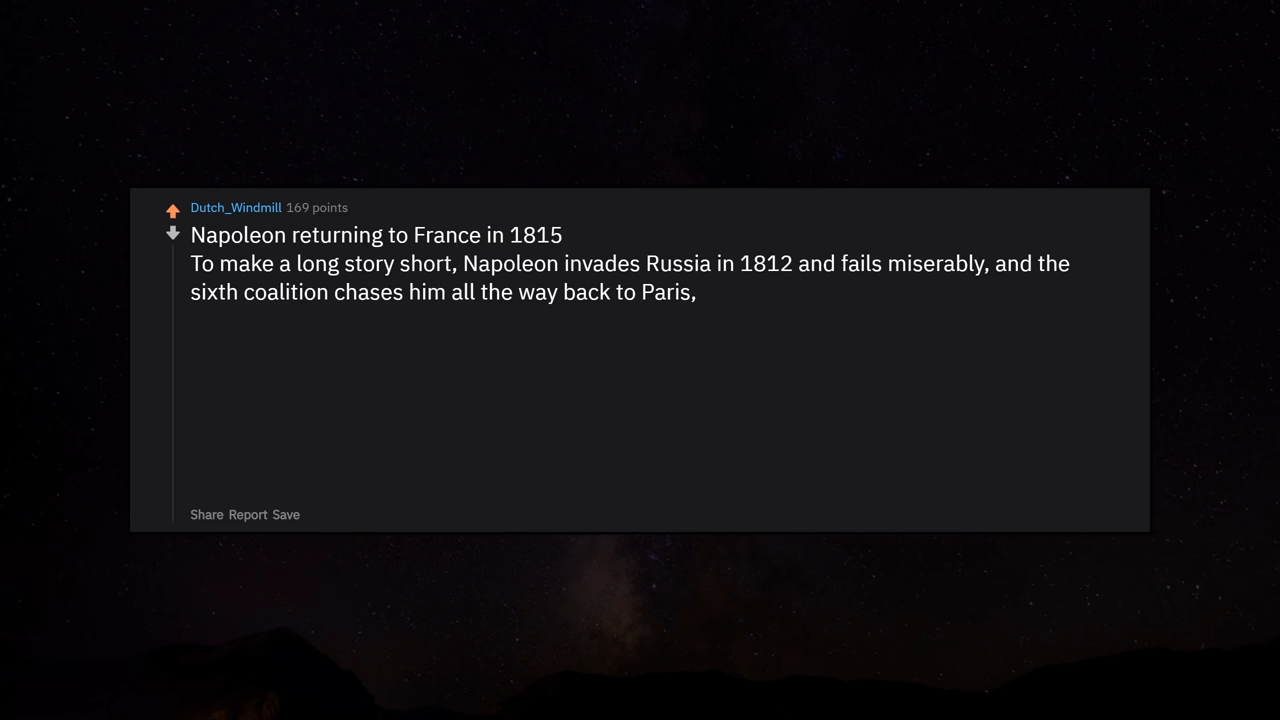 Dutch_Windmill 169 points
Napoleon returning to France in 1815
To make a long story short, Napoleon invades Russia in 1812 and fails miserably, and the
sixth coalition chases him all the way back to Paris,
Share Report Save